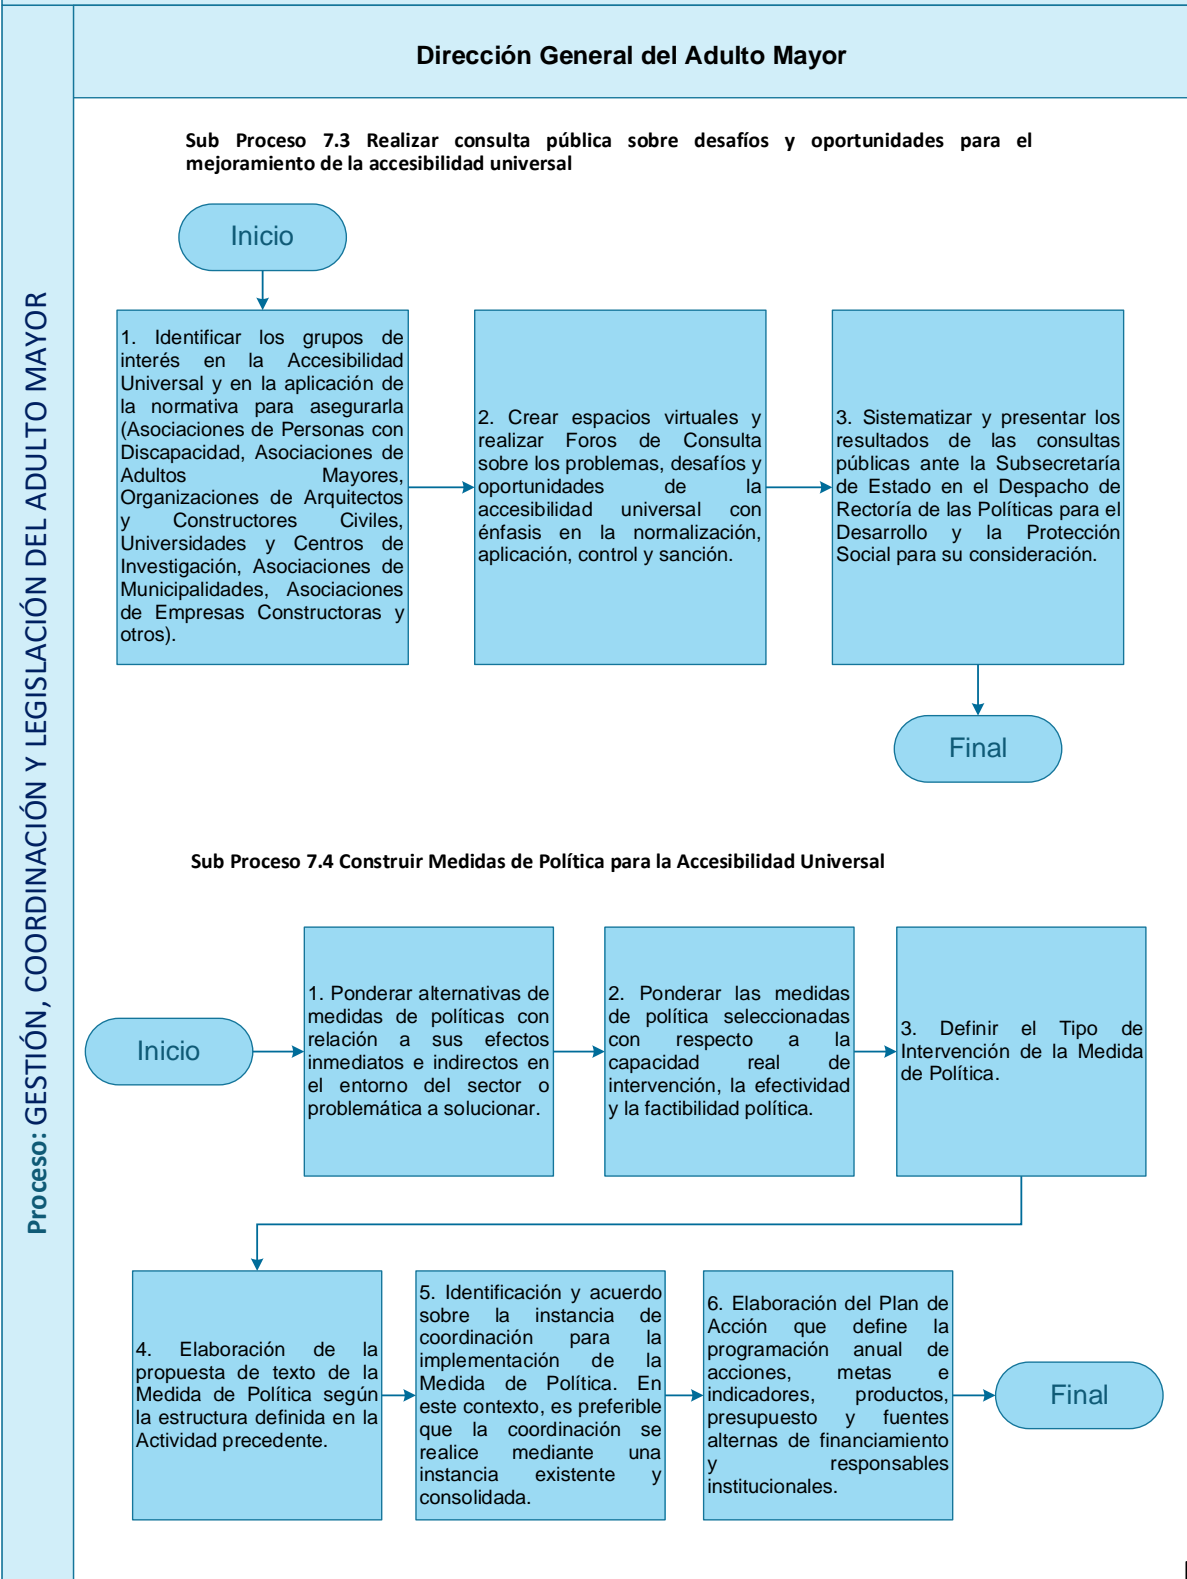 Dirección General del Adulto Mayor
Proceso: GESTIÓN, COORDINACIÓN Y LEGISLACIÓN DEL ADULTO MAYOR
Sub Proceso 7.3 Realizar consulta pública sobre desafíos y oportunidades para el
mejoramiento de la accesibilidad universal
Inicio
1. Identificar los grupos de
interés en la Accesibilidad
Universal y en la aplicación de
la normativa para asegurarla
(Asociaciones de Personas con
Discapacidad, Asociaciones de
Adultos Mayores,
Organizaciones de Arquitectos
y Constructores Civiles,
Universidades y Centros de
Investigación, Asociaciones de
Municipalidades, Asociaciones
de Empresas Constructoras y
otros).
2. Crear espacios virtuales y
realizar Foros de Consulta
sobre los problemas, desafíos y
oportunidades de la
accesibilidad universal con
énfasis en la normalización,
aplicación, control y sanción.
3. Sistematizar y presentar los
resultados de las consultas
públicas ante la Subsecretaría
de Estado en el Despacho de
Rectoría de las Políticas para el
Desarrollo y la Protección
Social para su consideración.
Final
Sub Proceso 7.4 Construir Medidas de Política para la Accesibilidad Universal
Inicio
1. Ponderar alternativas de
medidas de políticas con
relación a sus efectos
inmediatos e indirectos en
el entorno del sector o
problemática a solucionar.
2. Ponderar las medidas
de política seleccionadas
con respecto a la
capacidad real de
intervención, la efectividad
y la factibilidad política.
3. Definir el Tipo de
Intervención de la Medida
de Política.
4. Elaboración de la
propuesta de texto de la
Medida de Política según
la estructura definida en la
Actividad precedente.
5. Identificación y acuerdo
sobre la instancia de
coordinación para la
implementación de la
Medida de Política. En
este contexto, es preferible
que la coordinación se
realice mediante una
instancia existente y
consolidada.
6. Elaboración del Plan de
Acción que define la
programación anual de
acciones, metas e
indicadores, productos,
presupuesto y fuentes
alternas de financiamiento
y responsables
institucionales.
Final